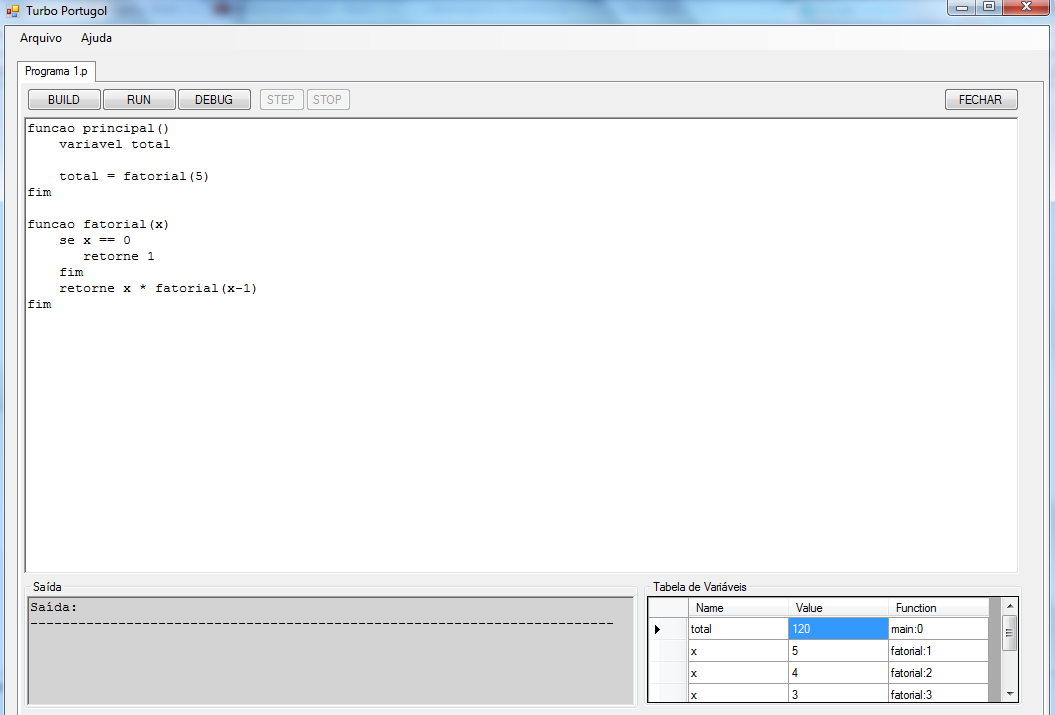 Turbo Portugol
Arquivo Ajuda
Programa 1.p
BUILD RUN DEBUG STEP STOP FECHAR
funcao principal()
    variavel total

    total = fatorial(5)
fim

funcao fatorial(x)
    se x == 0
       retorne 1
    fim
    retorne x * fatorial(x-1)
fim
Saída
Saída:
-------------------------------------------------------------------------
Tabela de Variáveis
Name Value Function
total 120 main:0
x 5 fatorial:1
x 4 fatorial:2
x 3 fatorial:3